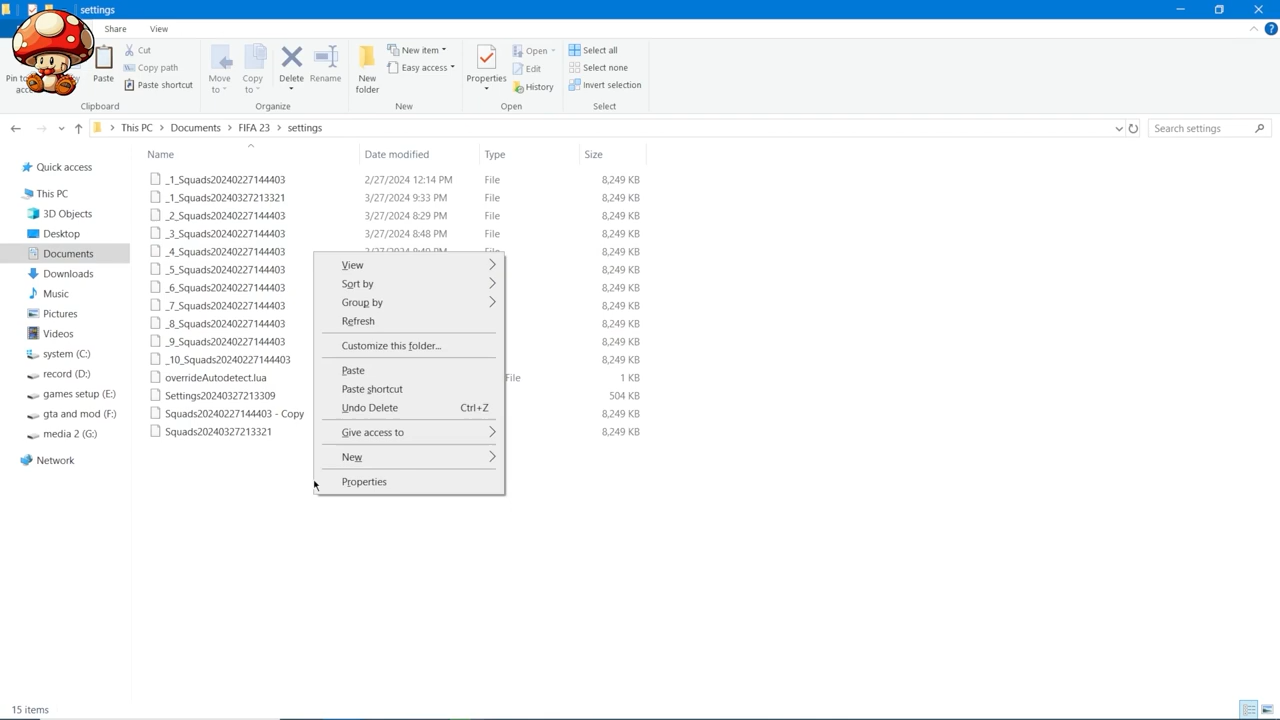 settings
Share View
Pin to
acc
Paste
Cut
Copy path
Paste shortcut
Clipboard
Move
to
Copy
to
Delete
Rename
Organize
New
folder
New item
Easy access
New
Properties
Open
Edit
History
Open
Select all
Select none
Invert selection
Select
This PC Documents FIFA 23 settings
Search settings
Name Date modified Type Size
_1_Squads20240227144403 2/27/2024 12:14 PM File 8,249 KB
_1_Squads20240327213321 3/27/2024 9:33 PM File 8,249 KB
_2_Squads20240227144403 3/27/2024 8:29 PM File 8,249 KB
_3_Squads20240227144403 3/27/2024 8:48 PM File 8,249 KB
_4_Squads20240227144403 8,249 KB
_5_Squads20240227144403 8,249 KB
_6_Squads20240227144403 8,249 KB
_7_Squads20240227144403 8,249 KB
_8_Squads20240227144403 8,249 KB
_9_Squads20240227144403 8,249 KB
_10_Squads20240227144403 8,249 KB
overrideAutodetect.lua File 1 KB
Settings20240327213309 504 KB
Squads20240227144403 - Copy 8,249 KB
Squads20240327213321 8,249 KB
Quick access
This PC
3D Objects
Desktop
Documents
Downloads
Music
Pictures
Videos
system (C:)
record (D:)
games setup (E:)
gta and mod (F:)
media 2 (G:)
Network
View
Sort by
Group by
Refresh
Customize this folder...
Paste
Paste shortcut
Undo Delete Ctrl+Z
Give access to
New
Properties
15 items